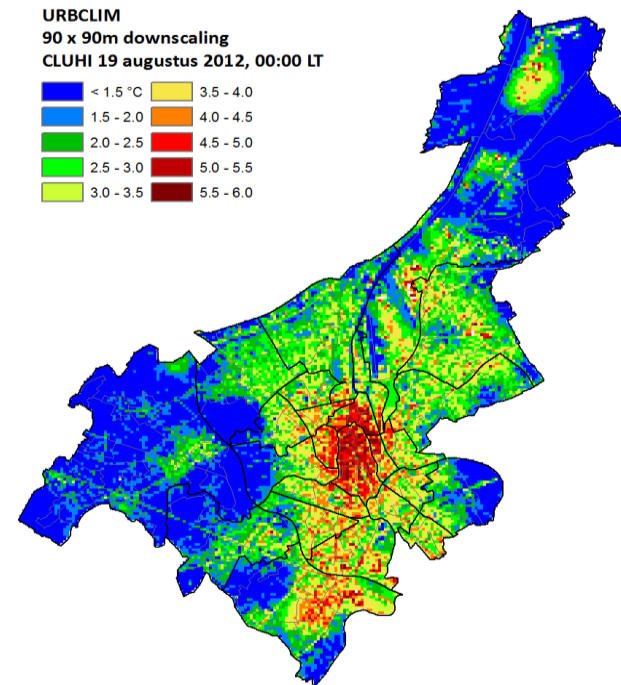 URBCLIM
90 x 90m downscaling
CLUHI 19 augustus 2012, 00:00 LT
< 1.5 °C 3.5 - 4.0
1.5 - 2.0 4.0 - 4.5
2.0 - 2.5 4.5 - 5.0
2.5 - 3.0 5.0 - 5.5
3.0 - 3.5 5.5 - 6.0